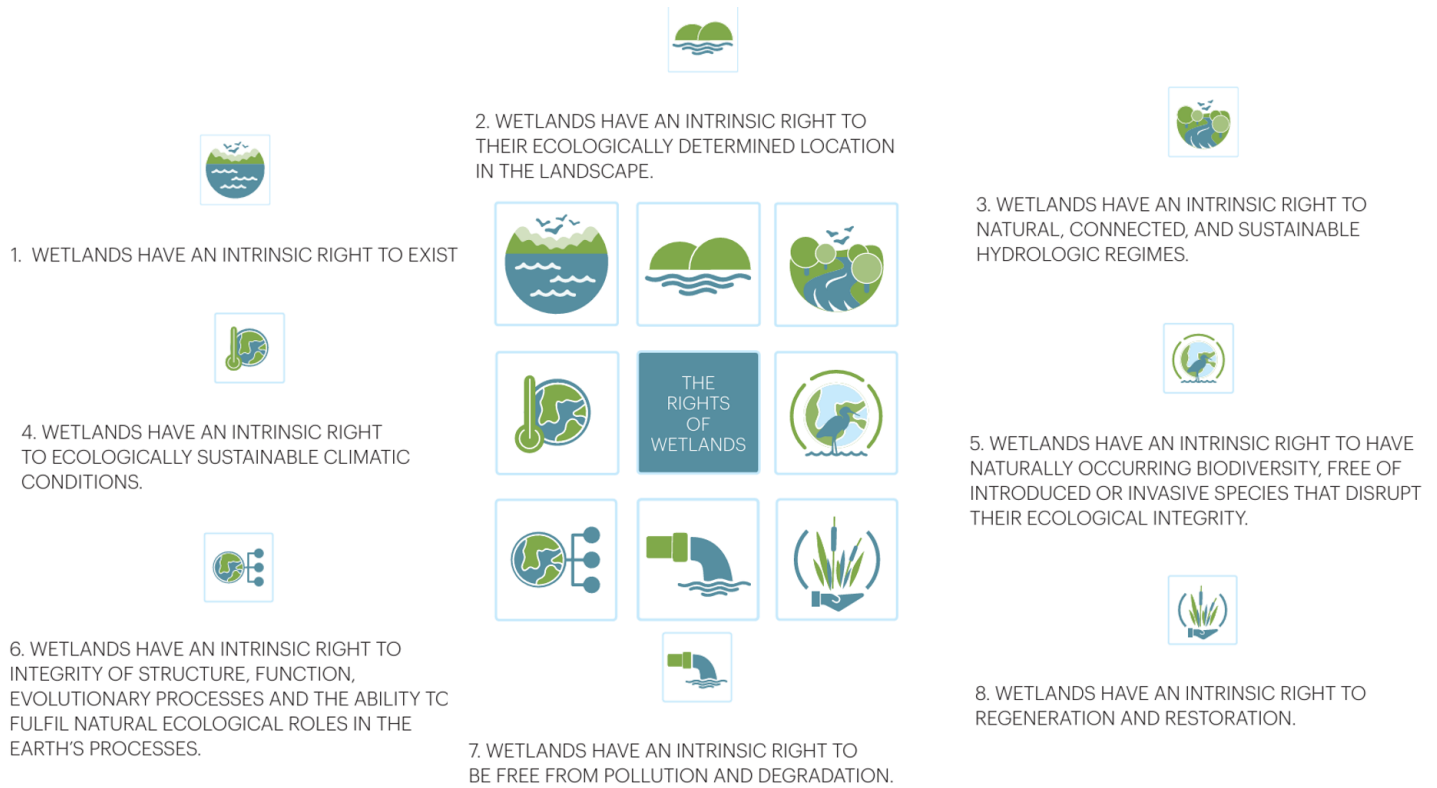 1. WETLANDS HAVE AN INTRINSIC RIGHT TO EXIST
2. WETLANDS HAVE AN INTRINSIC RIGHT TO
THEIR ECOLOGICALLY DETERMINED LOCATION
IN THE LANDSCAPE.
3. WETLANDS HAVE AN INTRINSIC RIGHT TO
NATURAL, CONNECTED, AND SUSTAINABLE
HYDROLOGIC REGIMES.
THE
RIGHTS
OF
WETLANDS
4. WETLANDS HAVE AN INTRINSIC RIGHT
TO ECOLOGICALLY SUSTAINABLE CLIMATIC
CONDITIONS.
5. WETLANDS HAVE AN INTRINSIC RIGHT TO HAVE
NATURALLY OCCURRING BIODIVERSITY, FREE OF
INTRODUCED OR INVASIVE SPECIES THAT DISRUPT
THEIR ECOLOGICAL INTEGRITY.
6. WETLANDS HAVE AN INTRINSIC RIGHT TO
INTEGRITY OF STRUCTURE, FUNCTION,
EVOLUTIONARY PROCESSES AND THE ABILITY TO
FULFIL NATURAL ECOLOGICAL ROLES IN THE
EARTH'S PROCESSES.
7. WETLANDS HAVE AN INTRINSIC RIGHT TO
BE FREE FROM POLLUTION AND DEGRADATION.
8. WETLANDS HAVE AN INTRINSIC RIGHT TO
REGENERATION AND RESTORATION.